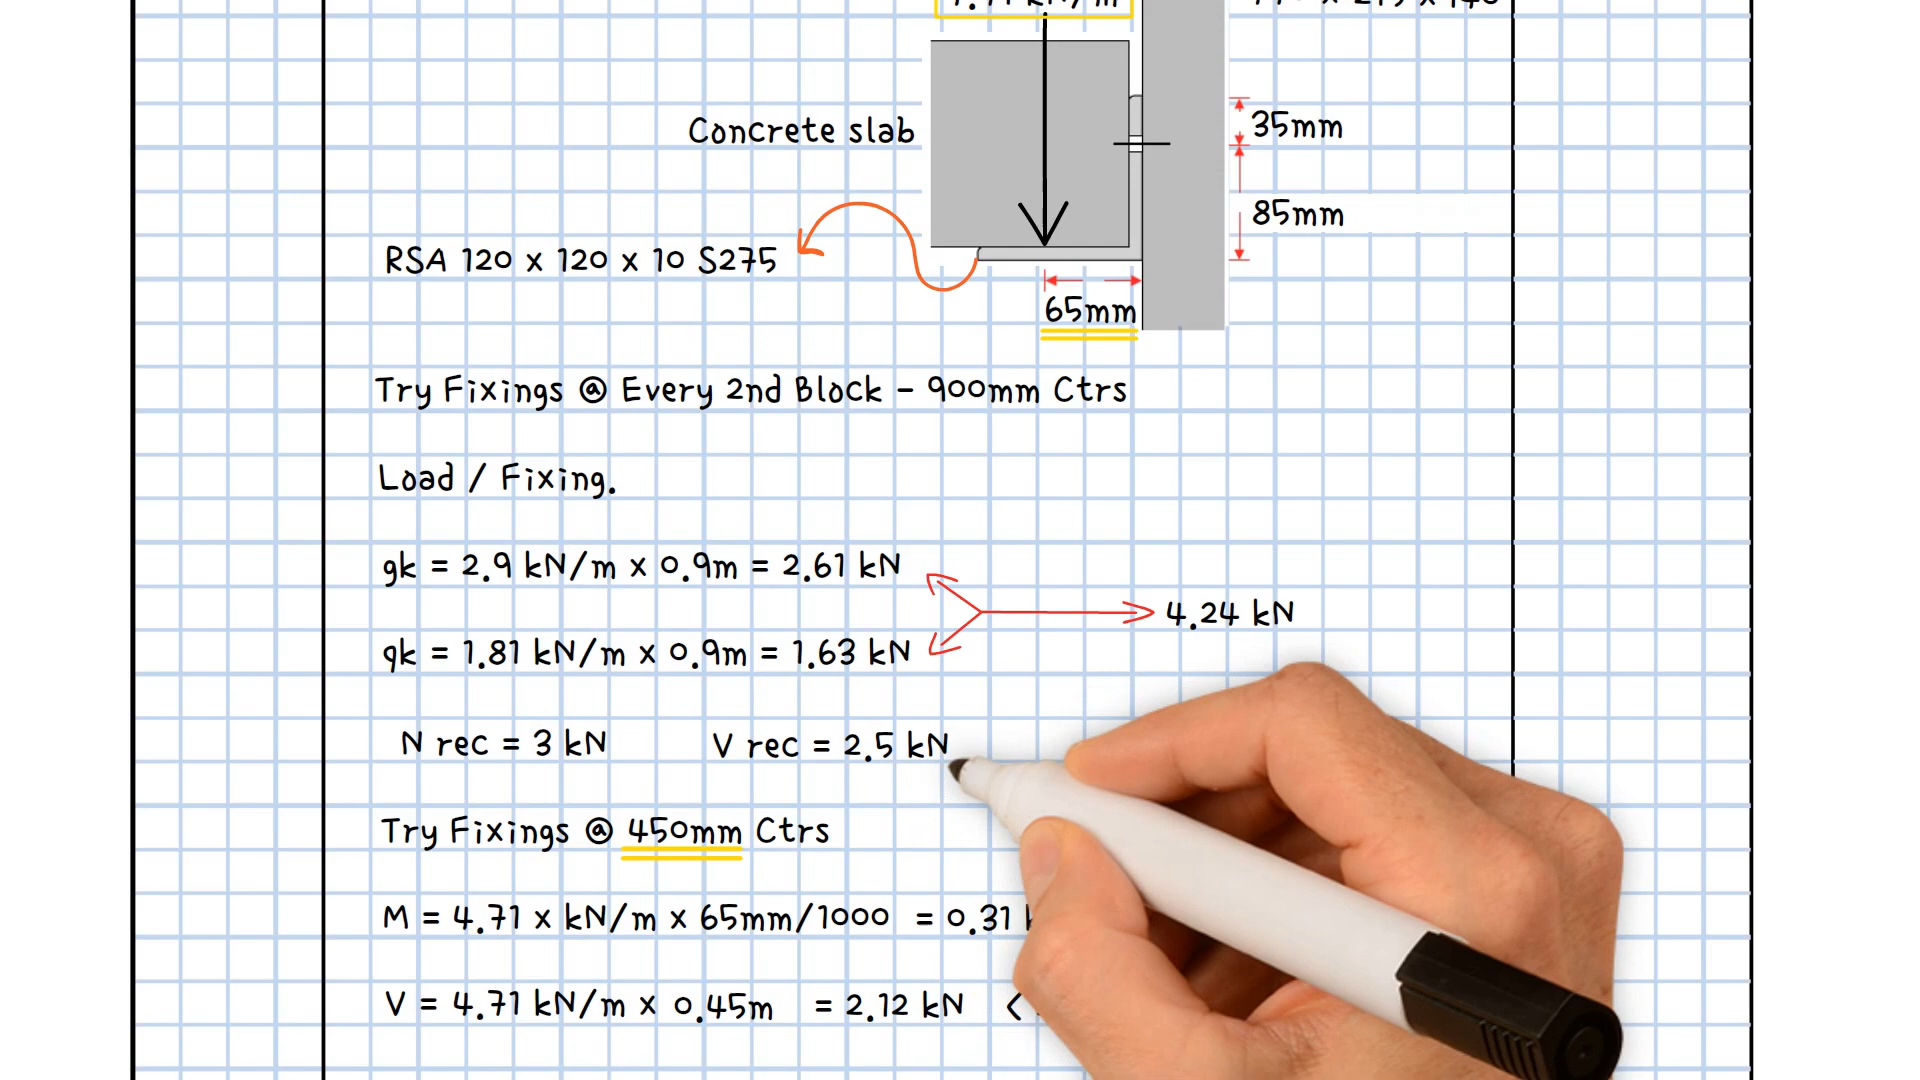 35mm
Concrete slab
85mm
RSA 120 x 120 x 10 S275
65mm
Try Fixings @ Every 2nd Block - 900mm Ctrs
Load / Fixing.
gk = 2.9 kN/m x 0.9m = 2.61 kN
4.24 kN
qk = 1.81 kN/m x 0.9m = 1.63 kN
N rec = 3 kN V rec = 2.5 kN
Try Fixings @ 450mm Ctrs
M = 4.71 x kN/m x 65mm/1000 = 0.31
V = 4.71 kN/m x 0.45m = 2.12 kN <